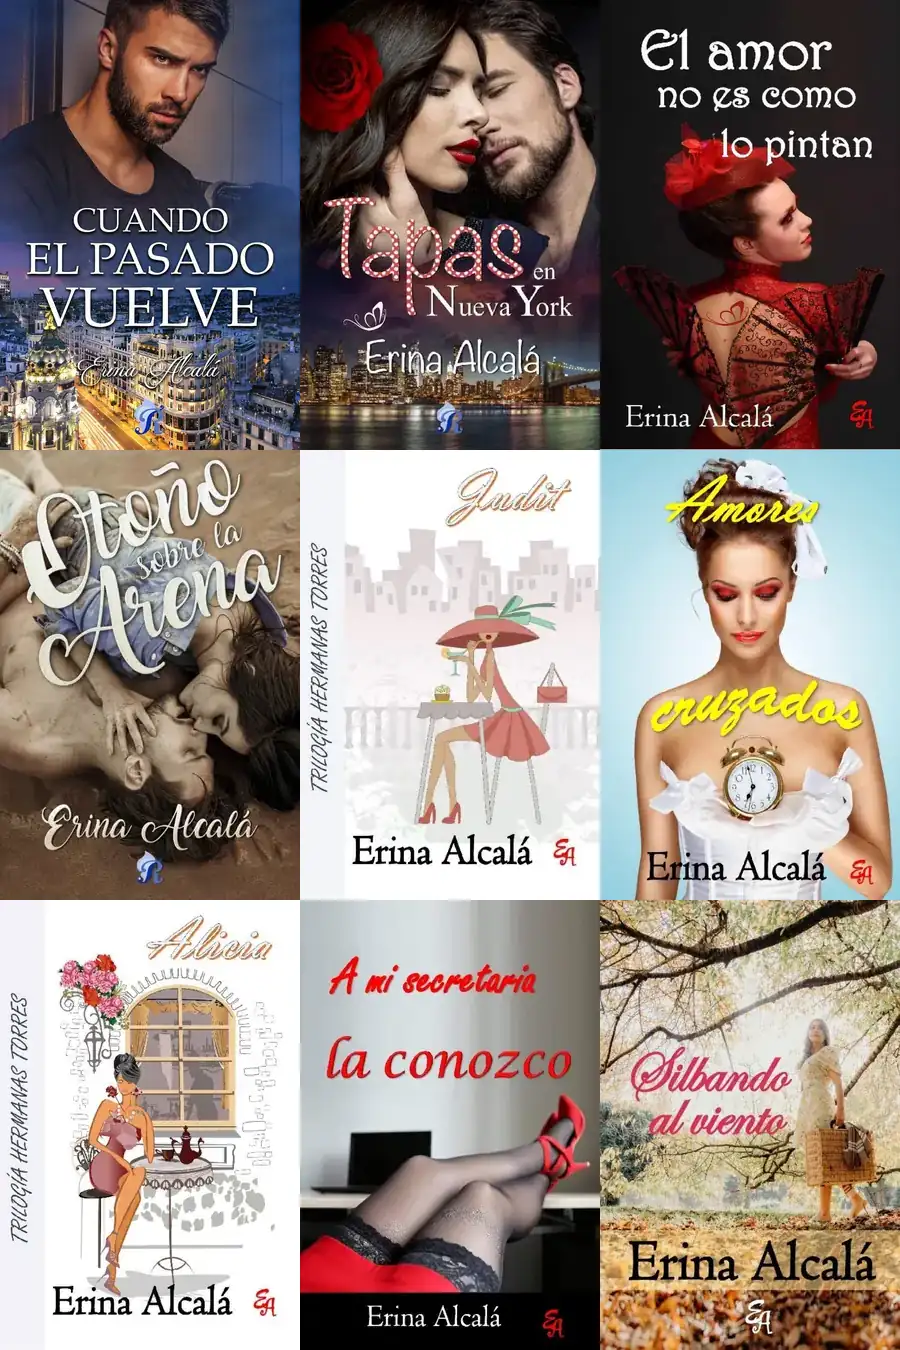 CUANDO
EL PASADO
VUELVE
Erina Alcalá
R
Tapas
en
Nueva York
Erina Alcalá
R
El amor
no es como
lo pintan
Erina Alcalá
EA
Otoño
sobre la
Arena
Erina Alcalá
R
Judit
TRILOGÍA HERMANAS TORRES
Erina Alcalá
EA
Amores
cruzados
Erina Alcalá
EA
Alicia
TRILOGÍA HERMANAS TORRES
Erina Alcalá
EA
A mi secretaria
la conozco
Erina Alcalá
EA
Silbando
al viento
Erina Alcalá
EA